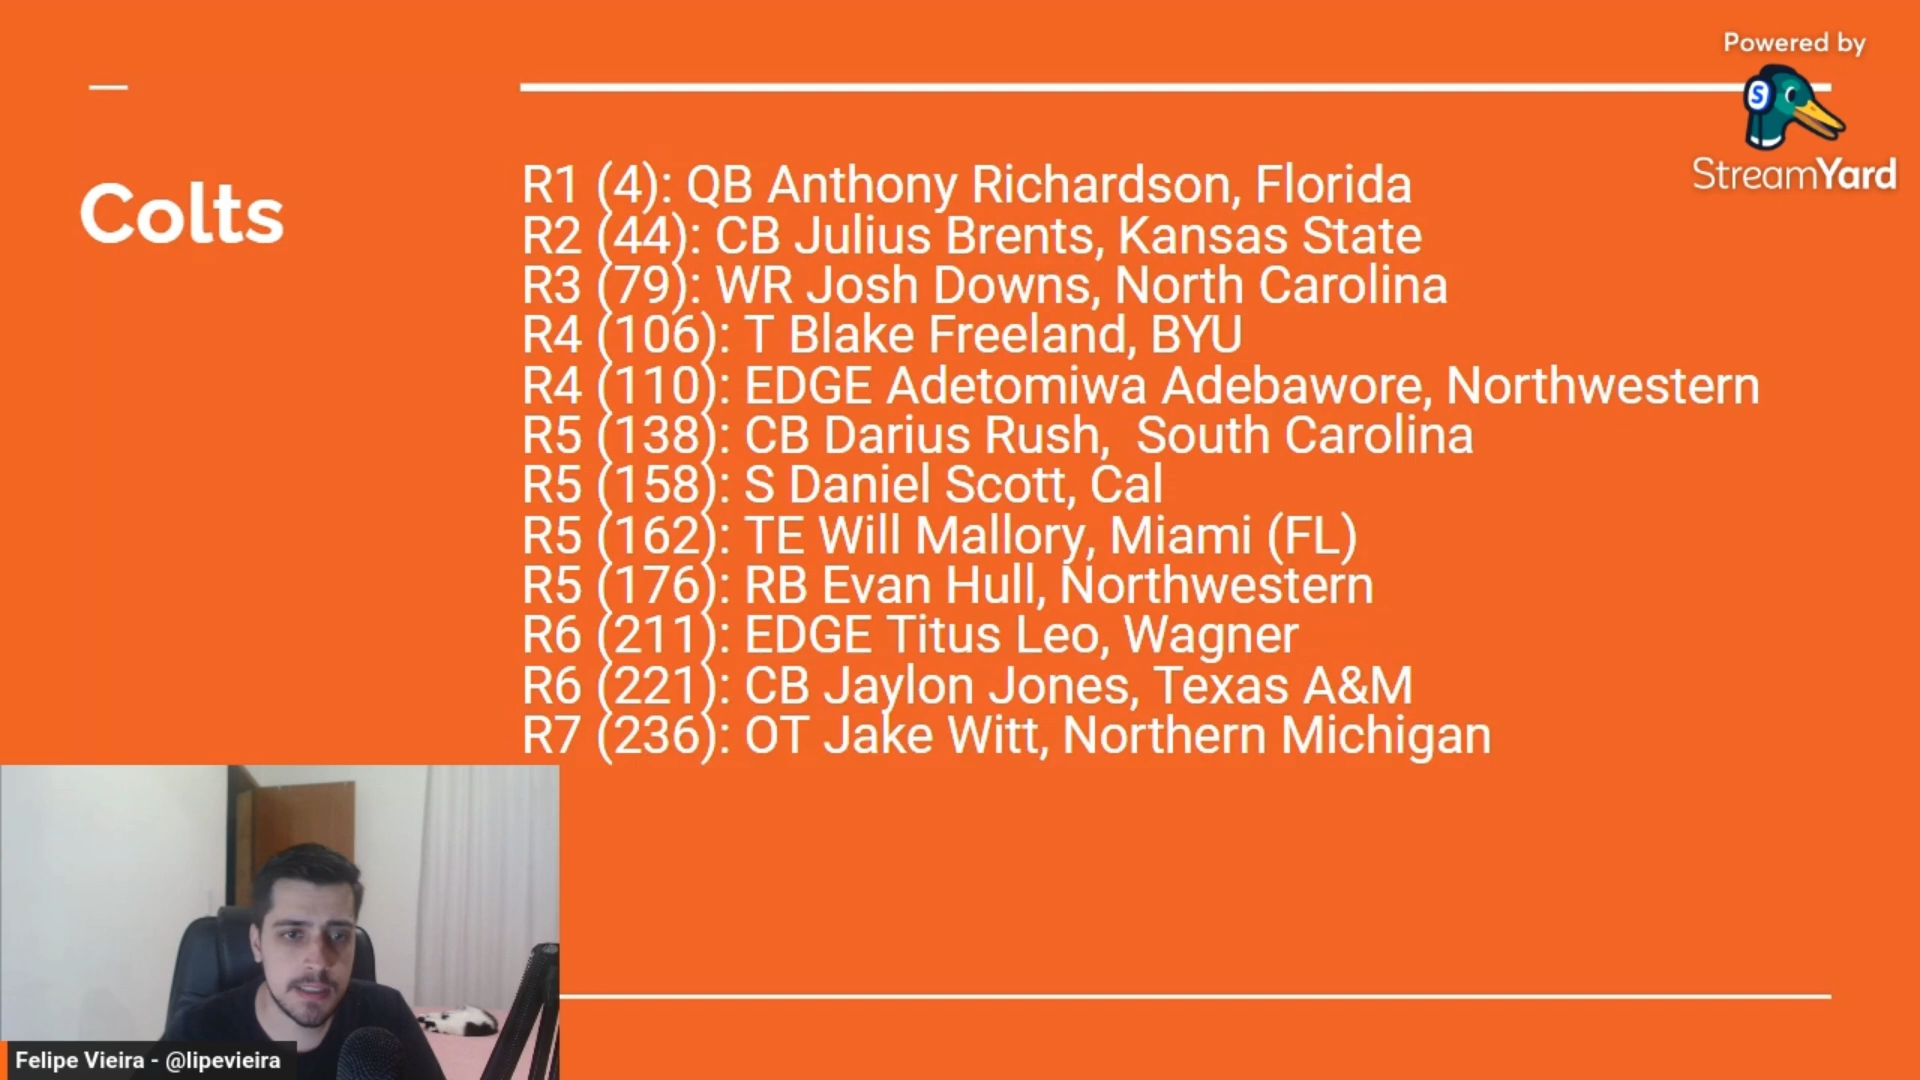 Powered by
S
StreamYard
Colts
R1 (4): QB Anthony Richardson, Florida
R2 (44): CB Julius Brents, Kansas State
R3 (79): WR Josh Downs, North Carolina
R4 (106): T Blake Freeland, BYU
R4 (110): EDGE Adetomiwa Adebawore, Northwestern
R5 (138): CB Darius Rush,  South Carolina
R5 (158): S Daniel Scott, Cal
R5 (162): TE Will Mallory, Miami (FL)
R5 (176): RB Evan Hull, Northwestern
R6 (211): EDGE Titus Leo, Wagner
R6 (221): CB Jaylon Jones, Texas A&M
R7 (236): OT Jake Witt, Northern Michigan
Felipe Vieira - @lipevieira